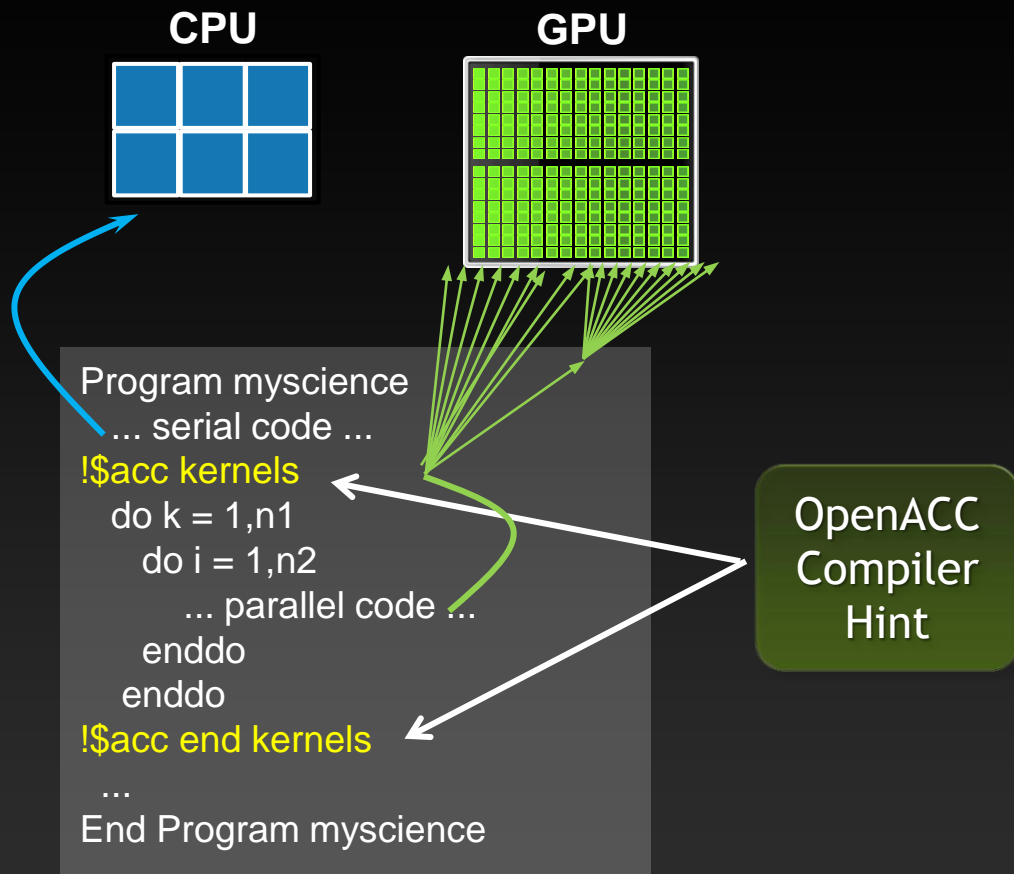 CPU
GPU
Program myscience
... serial code ...
!$acc kernels
do k = 1,n1
do i = 1,n2
... parallel code ...
enddo
enddo
!$acc end kernels
...
End Program myscience
OpenACC
Compiler
Hint